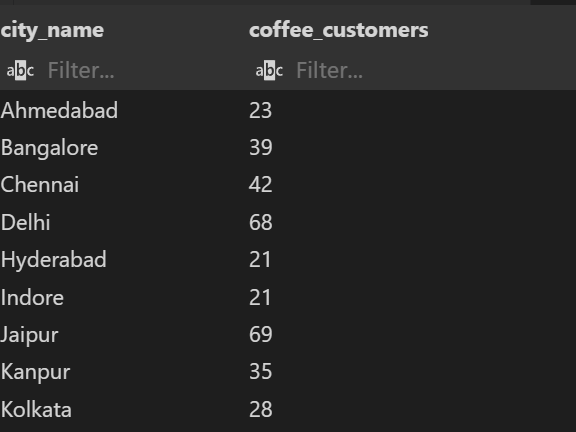 city_name coffee_customers
abc Filter... abc Filter...
Ahmedabad 23
Bangalore 39
Chennai 42
Delhi 68
Hyderabad 21
Indore 21
Jaipur 69
Kanpur 35
Kolkata 28